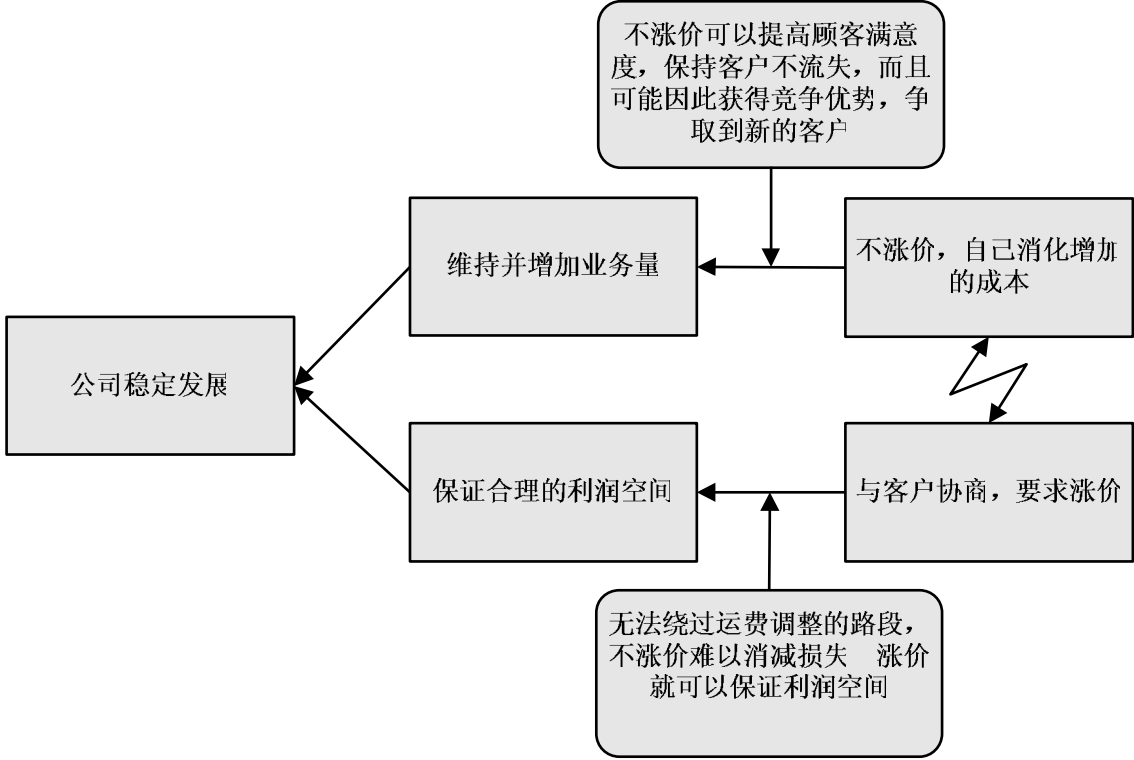 不涨价可以提高顾客满意
度，保持客户不流失，而且
可能因此获得竞争优势，争
取到新的客户
维持并增加业务量
不涨价，自己消化增加
的成本
公司稳定发展
保证合理的利润空间
与客户协商，要求涨价
无法绕过运费调整的路段，
不涨价难以消减损失　涨价
就可以保证利润空间